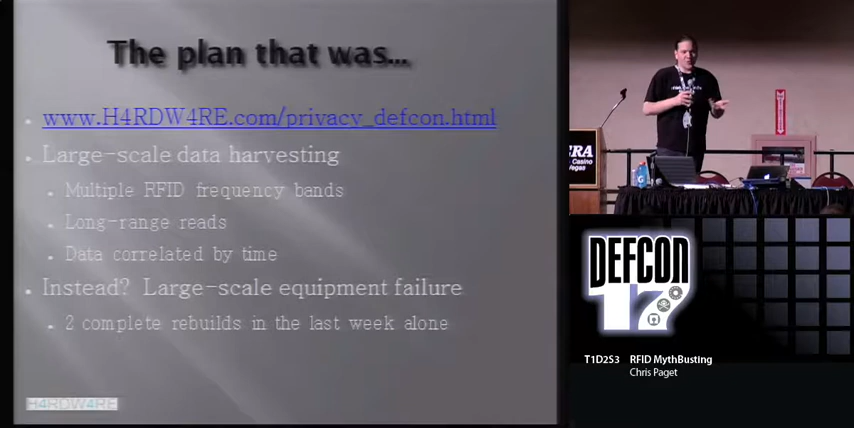 The plan that was...
www.H4RDW4RE.com/privacy_defcon.html
Large-scale data harvesting
Multiple RFID frequency bands
Long-range reads
Data correlated by time
Instead? Large-scale equipment failure
2 complete rebuilds in the last week alone
H4RDW4RE
Casino
Vegas
DEFCON
17
T1D2S3 RFID MythBusting
Chris Paget